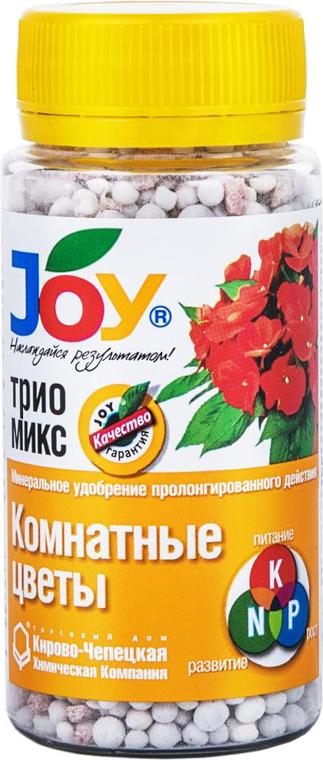 JOY®
Наслаждайся результатом!
ТРИО
МИКС
JOY
Качество
гарантия
Минеральное удобрение пролонгированного действия
Комнатные
цветы
питание
K
N P
рост
развитие
ТОРГОВЫЙ ДОМ
Кирово-Чепецкая
Химическая Компания